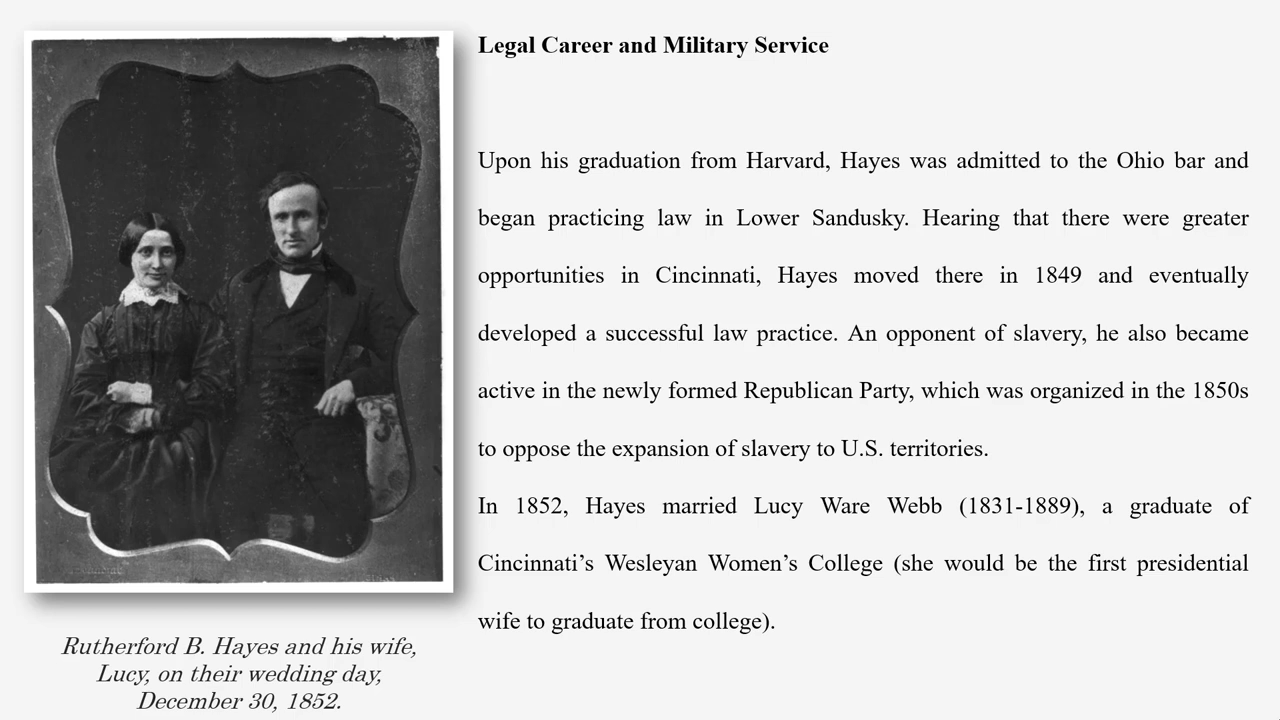 Legal Career and Military Service
Upon his graduation from Harvard, Hayes was admitted to the Ohio bar and
began practicing law in Lower Sandusky. Hearing that there were greater
opportunities in Cincinnati, Hayes moved there in 1849 and eventually
developed a successful law practice. An opponent of slavery, he also became
active in the newly formed Republican Party, which was organized in the 1850s
to oppose the expansion of slavery to U.S. territories.
In 1852, Hayes married Lucy Ware Webb (1831-1889), a graduate of
Cincinnati’s Wesleyan Women’s College (she would be the first presidential
wife to graduate from college).
Rutherford B. Hayes and his wife,
Lucy, on their wedding day,
December 30, 1852.